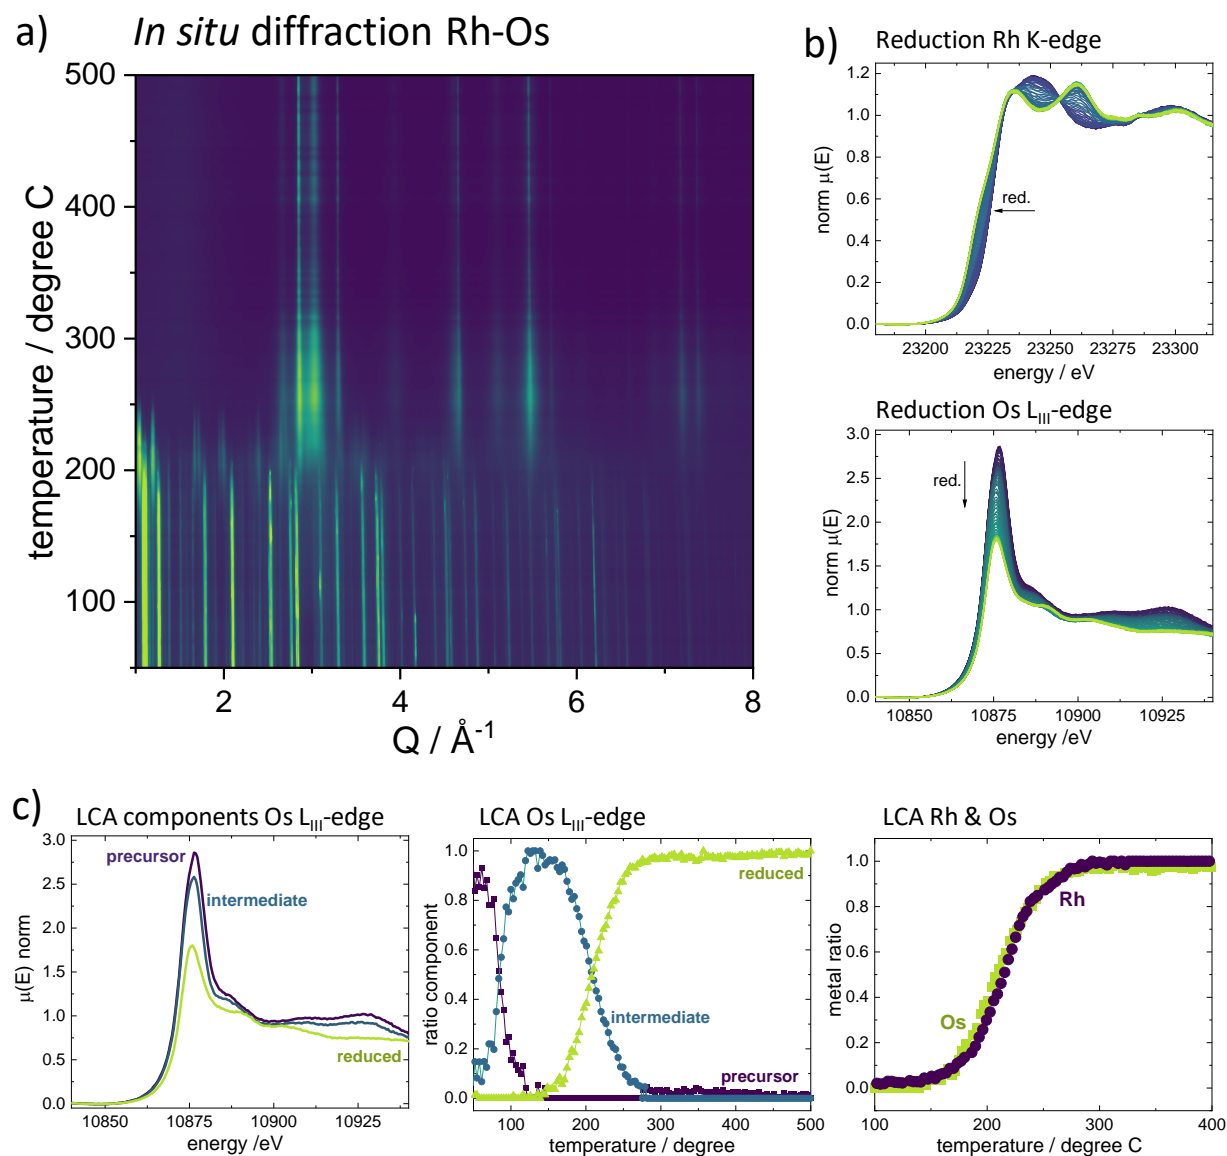 a)
In situ diffraction Rh-Os
500
400
300
200
100
temperature / degree C
2
4
6
8
Q / Å-1
b)
Reduction Rh K-edge
1.2
1.0
0.8
0.6
0.4
0.2
0.0
norm μ(E)
red.
23200
23225
23250
23275
23300
energy / eV
Reduction Os LIII-edge
3.0
2.5
2.0
1.5
1.0
0.5
0.0
norm μ(E)
red.
10850
10875
10900
10925
energy /eV
c)
LCA components Os LIII-edge
3.0
2.5
2.0
1.5
1.0
0.5
0.0
μ(E) norm
precursor
intermediate
reduced
10850
10875
10900
10925
energy /eV
LCA Os LIII-edge
1.0
0.8
0.6
0.4
0.2
0.0
ratio component
reduced
intermediate
precursor
100
200
300
400
500
temperature / degree
LCA Rh & Os
1.0
0.8
0.6
0.4
0.2
0.0
metal ratio
Rh
Os
100
200
300
400
temperature / degree C